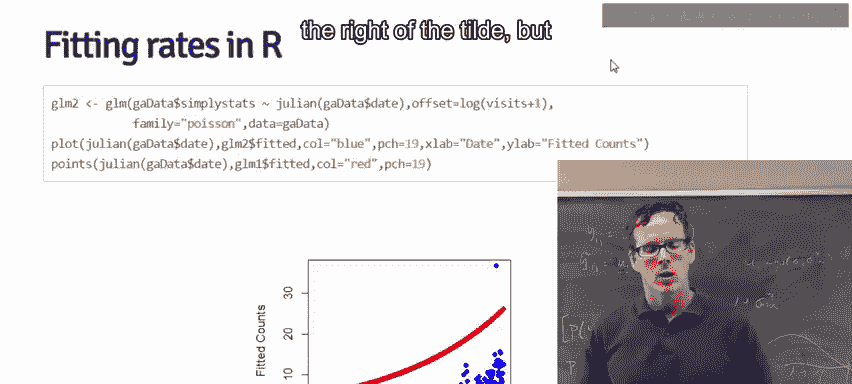 the right of the tilde, but
Fitting rates in R
glm2 <- glm(gaData$simplystats ~ julian(gaData$date),offset=log(visits+1),
family="poisson",data=gaData)
plot(julian(gaData$date),glm2$fitted,col="blue",pch=19,xlab="Date",ylab="Fitted Counts")
points(julian(gaData$date),glm1$fitted,col="red",pch=19)
Fitted Counts
30
20
10